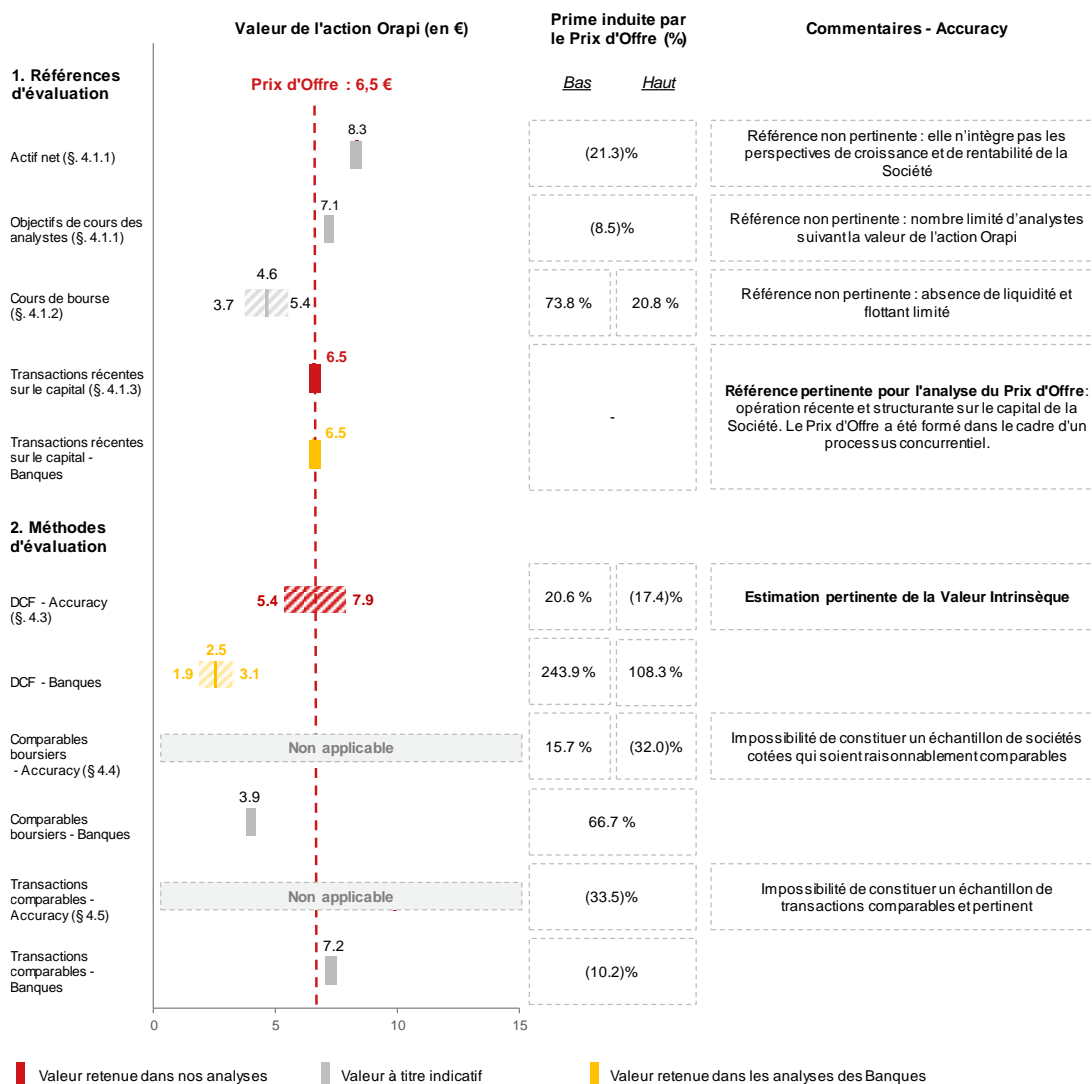 Valeur de l'action Orapi (en €)
Prime induite par
le Prix d'Offre (%)
Commentaires - Accuracy
1. Références
d'évaluation
Prix d'Offre : 6,5 €
Bas
Haut
Actif net (§. 4.1.1)
8.3
(21.3)%
Référence non pertinente : elle n'intègre pas les
perspectives de croissance et de rentabilité de la
Société
Objectifs de cours des
analystes (§. 4.1.1)
7.1
(8.5)%
Référence non pertinente : nombre limité d'analystes
suivant la valeur de l'action Orapi
Cours de bourse
(§. 4.1.2)
4.6
3.7
5.4
73.8 %
20.8 %
Référence non pertinente : absence de liquidité et
flottant limité
Transactions récentes
sur le capital (§. 4.1.3)
6.5
-
Référence pertinente pour l'analyse du Prix d'Offre:
opération récente et structurante sur le capital de la
Société. Le Prix d'Offre a été formé dans le cadre d'un
processus concurrentiel.
Transactions récentes
sur le capital -
Banques
6.5
2. Méthodes
d'évaluation
DCF - Accuracy
(§. 4.3)
5.4
7.9
20.6 %
(17.4)%
Estimation pertinente de la Valeur Intrinsèque
DCF - Banques
2.5
1.9
3.1
243.9 %
108.3 %
Comparables
boursiers
- Accuracy (§ 4.4)
Non applicable
15.7 %
(32.0)%
Impossibilité de constituer un échantillon de sociétés
cotées qui soient raisonnablement comparables
Comparables
boursiers - Banques
3.9
66.7 %
Transactions
comparables -
Accuracy (§ 4.5)
Non applicable
(33.5)%
Impossibilité de constituer un échantillon de
transactions comparables et pertinent
Transactions
comparables -
Banques
7.2
(10.2)%
0
5
10
15
Valeur retenue dans nos analyses
Valeur à titre indicatif
Valeur retenue dans les analyses des Banques